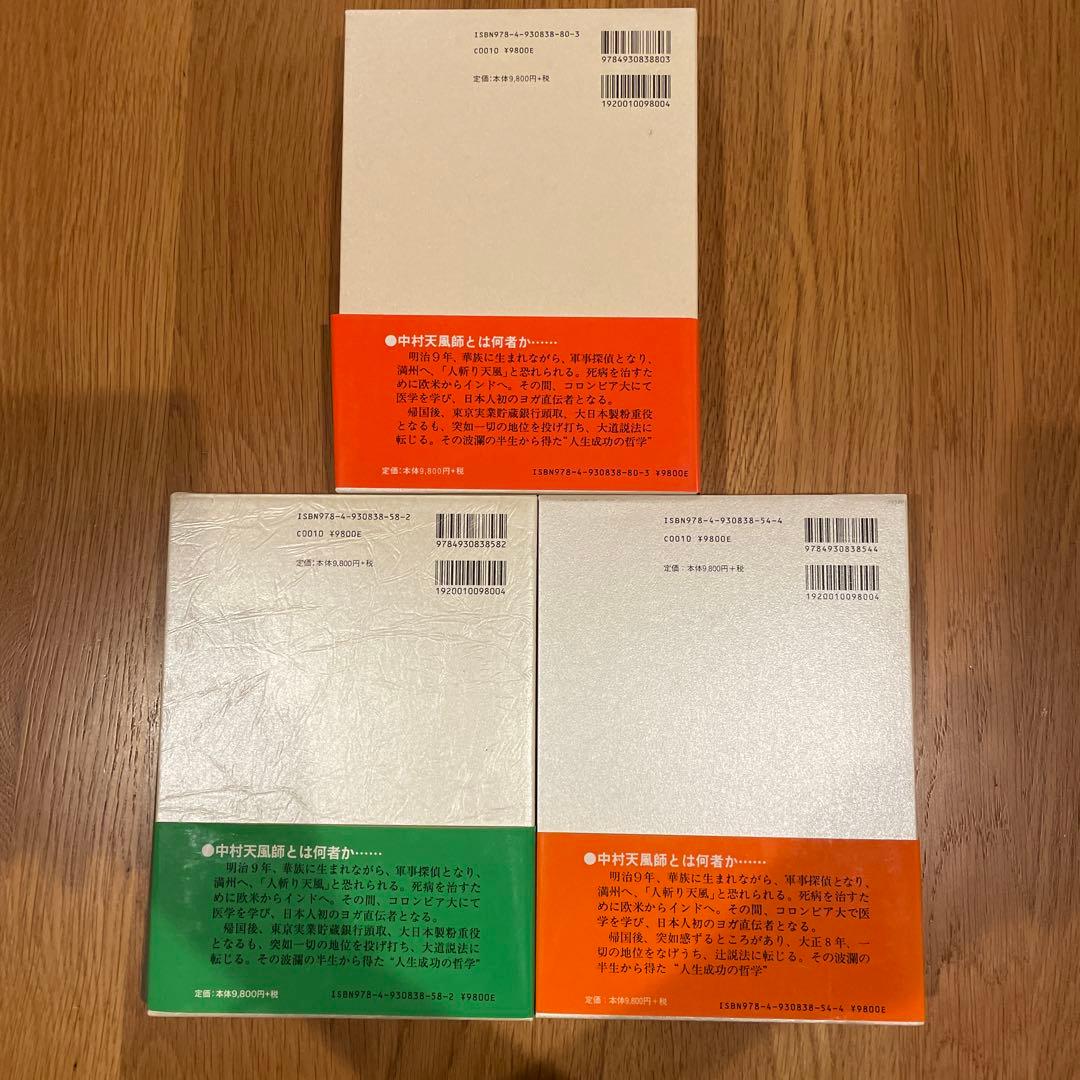 ISBN978-4-930838-80-3
C0010 ¥9800E
定価：本体9,800円+税
9784930838803
1920010098004
●中村天風師とは何者か……
明治９年、華族に生まれながら、軍事探偵となり、
満州へ、「人斬り天風」と恐れられる。死病を治すた
めに欧米からインドへ。その間、コロンビア大にて
医学を学び、日本人初のヨガ直伝者となる。
帰国後、東京実業貯蔵銀行頭取、大日本製粉重役
となるも、突如一切の地位を投げ打ち、大道説法に
転じる。その波瀾の半生から得た“人生成功の哲学”
定価：本体9,800円+税
ISBN978-4-930838-80-3 ¥9800E
ISBN978-4-930838-58-2
C0010 ¥9800E
定価：本体9,800円+税
9784930838582
1920010098004
●中村天風師とは何者か……
明治９年、華族に生まれながら、軍事探偵となり、
満州へ、「人斬り天風」と恐れられる。死病を治すた
めに欧米からインドへ。その間、コロンビア大にて
医学を学び、日本人初のヨガ直伝者となる。
帰国後、東京実業貯蔵銀行頭取、大日本製粉重役
となるも、突如一切の地位を投げ打ち、大道説法に
転じる。その波瀾の半生から得た“人生成功の哲学”
定価：本体9,800円+税
ISBN978-4-930838-58-2 ¥9800E
ISBN978-4-930838-54-4
C0010 ¥9800E
定価：本体9,800円+税
9784930838544
1920010098004
●中村天風師とは何者か……
明治９年、華族に生まれながら、軍事探偵となり、
満州へ、「人斬り天風」と恐れられる。死病を治すた
めに欧米からインドへ。その間、コロンビア大で医
学を学び、日本人初のヨガ直伝者となる。
帰国後、突如感ずるところがあり、大正８年、一
切の地位をなげうち、辻説法に転じる。その波瀾の
半生から得た“人生成功の哲学”
定価：本体9,800円+税
ISBN978-4-930838-54-4 ¥9800E